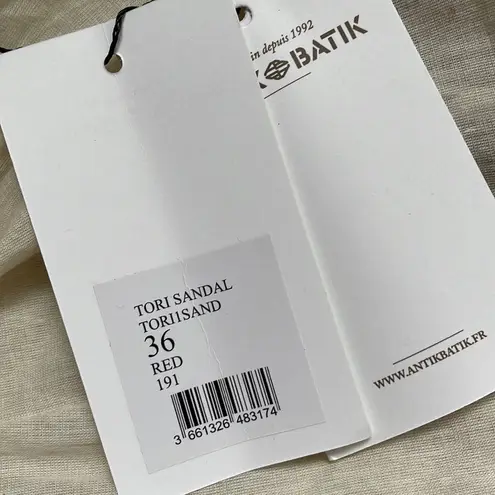 in depuis 1992
K BATIK
TORI SANDAL
TORI1SAND
36
RED
191
3 661326 483174
WWW.ANTIKBATIK.FR